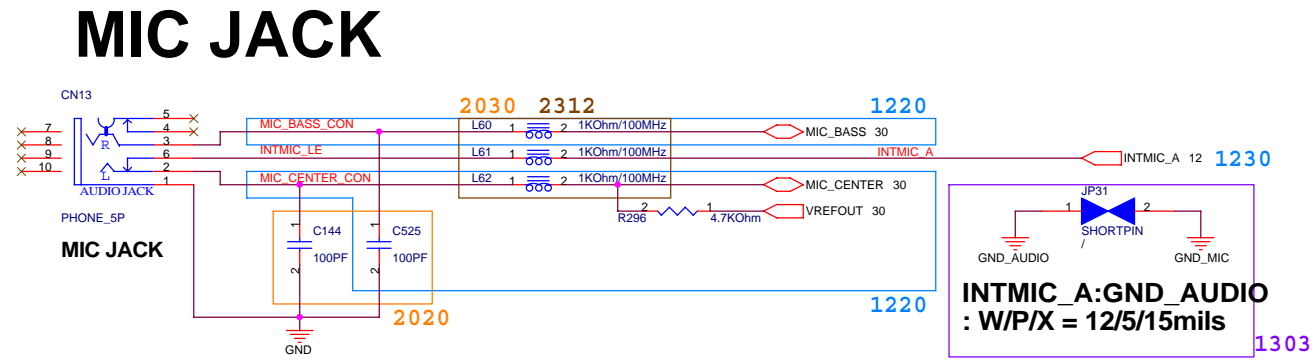 MIC JACK
CN13
2030 2312 1220
5
4
3
6
2
1
7
8
9
10
R
L
AUDIO JACK
PHONE_5P
MIC JACK
MIC_BASS_CON L60 1 2 1KOhm/100MHz MIC_BASS 30
INTMIC_LE L61 1 2 1KOhm/100MHz INTMIC_A INTMIC_A 12 1230
MIC_CENTER_CON L62 1 2 1KOhm/100MHz MIC_CENTER 30
R296 2 1 4.7KOhm VREFOUT 30
1 C144 100PF 2
1 C525 100PF 2
2020
GND
1220
JP31
1 2
SHORTPIN
/
GND_AUDIO GND_MIC
INTMIC_A:GND_AUDIO
: W/P/X = 12/5/15mils
1303